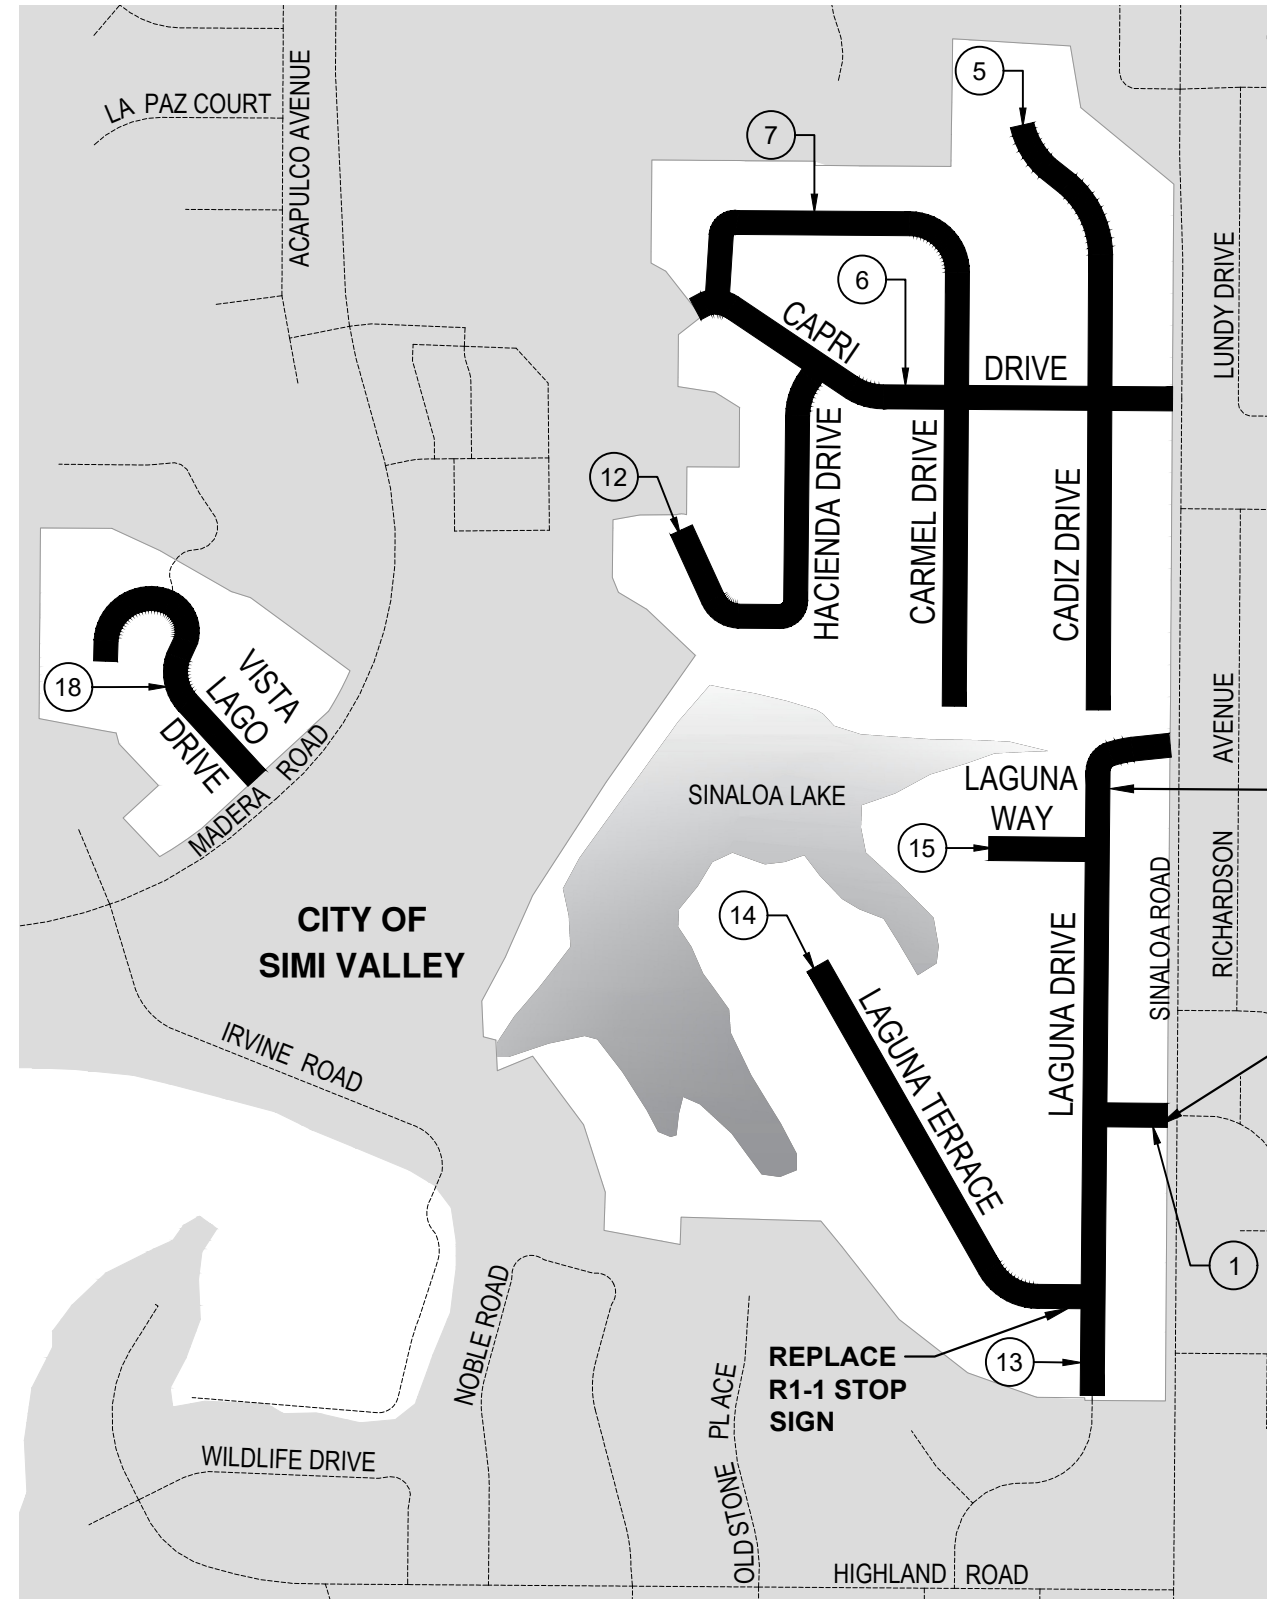 5
LA PAZ COURT
ACAPULCO AVENUE
7
LUNDY DRIVE
6
CAPRI
DRIVE
12
HACIENDA DRIVE
CARMEL DRIVE
CADIZ DRIVE
18
VISTA
LAGO
DRIVE
MADERA ROAD
SINALOA LAKE
LAGUNA
WAY
15
RICHARDSON AVENUE
SINALOA ROAD
14
CITY OF
SIMI VALLEY
LAGUNA DRIVE
LAGUNA TERRACE
IRVINE ROAD
1
NOBLE ROAD
REPLACE
R1-1 STOP
SIGN
13
OLDSTONE PLACE
WILDLIFE DRIVE
HIGHLAND ROAD